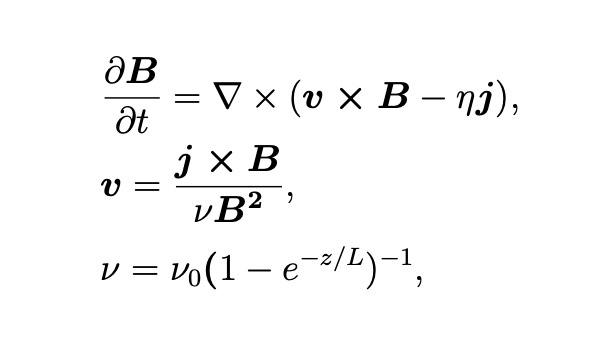 ∂𝑩/∂t = ∇ × (𝒗 × 𝑩 − η𝒋),
𝒗 = 𝒋 × 𝑩/ν𝑩²,
ν = ν₀(1 − e^{−z/L})^{−1},